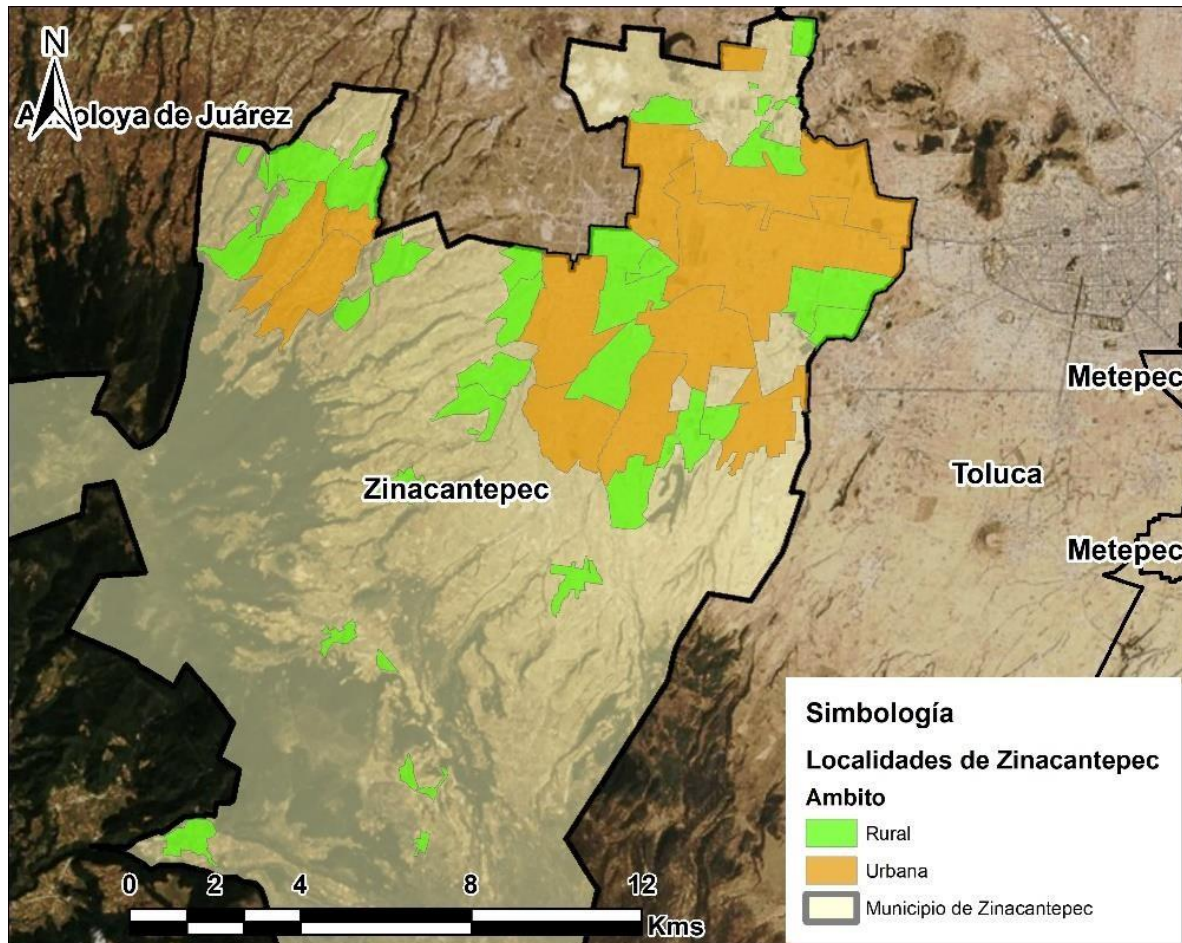 N
de Juárez
Metepec
Zinacantepec
Toluca
Metepec
Simbología
Localidades de Zinacantepec
Ambito
Rural
Urbana
Municipio de Zinacantepec
0 2 4 8 12
Kms